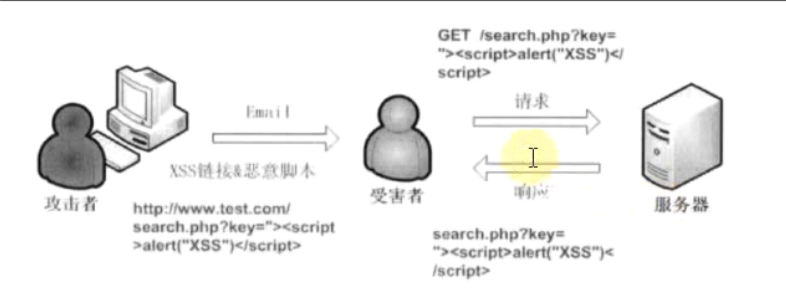 GET /search.php?key=
"><script>alert("XSS")</
script>
请求
Email
XSS链接&恶意脚本
攻击者
受害者
响应
服务器
http://www.test.com/
search.php?key="><script
>alert("XSS")</script>
search.php?key=
"><script>alert("XSS")<
/script>